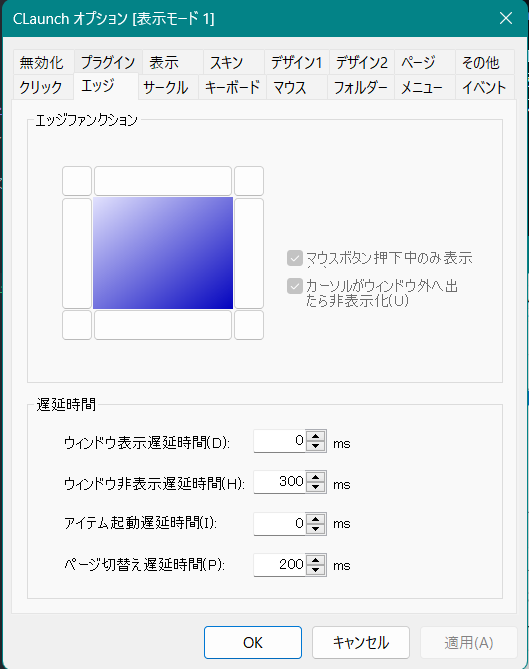 CLaunch オプション [表示モード 1]
無効化 プラグイン 表示 スキン デザイン1 デザイン2 ページ その他
クリック エッジ サークル キーボード マウス フォルダー メニュー イベント
エッジファンクション
マウスボタン押下中のみ表示
カーソルがウィンドウ外へ出
たら非表示化(U)
遅延時間
ウィンドウ表示遅延時間(D): 0 ms
ウィンドウ非表示遅延時間(H): 300 ms
アイテム起動遅延時間(I): 0 ms
ページ切替え遅延時間(P): 200 ms
OK キャンセル 適用(A)